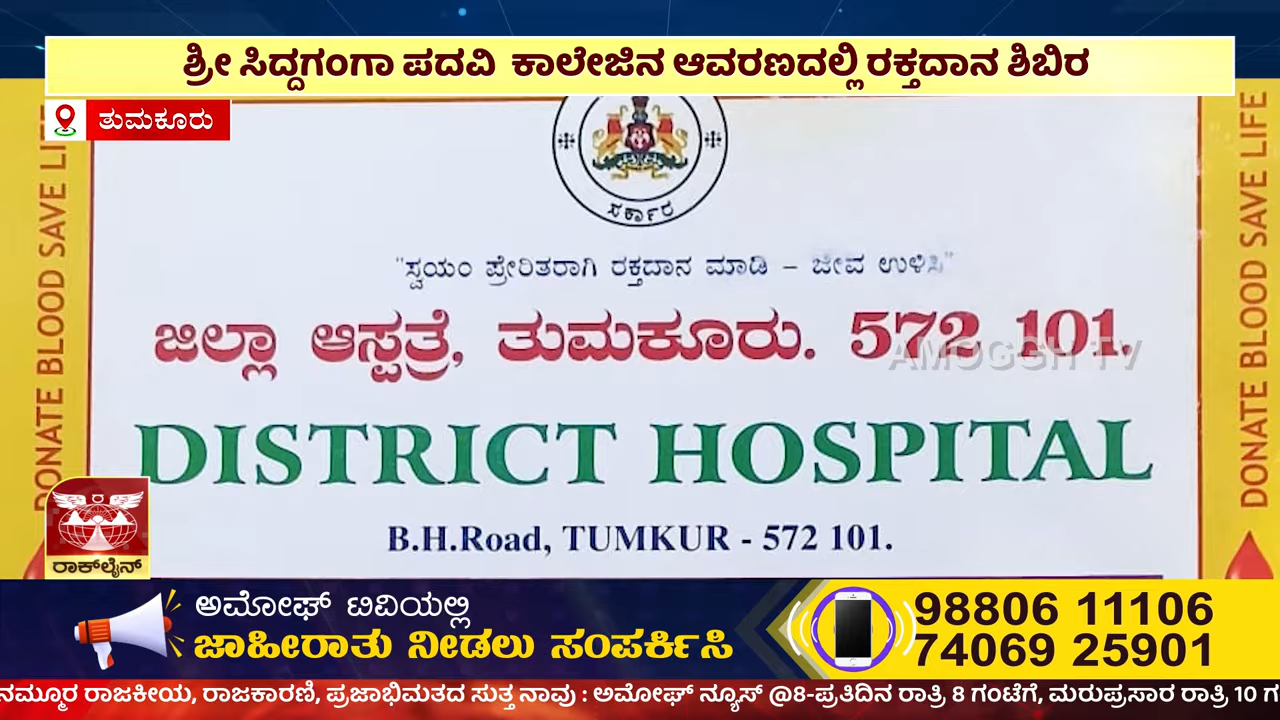 ಶ್ರೀ ಸಿದ್ದಗಂಗಾ ಪದವಿ ಕಾಲೇಜಿನ ಆವರಣದಲ್ಲಿ ರಕ್ತದಾನ ಶಿಬಿರ
ತುಮಕೂರು
ಸರ್ಕಾರ
"ಸ್ವಯಂ ಪ್ರೇರಿತರಾಗಿ ರಕ್ತದಾನ ಮಾಡಿ – ಜೀವ ಉಳಿಸಿ"
ಜಿಲ್ಲಾ ಆಸ್ಪತ್ರೆ, ತುಮಕೂರು. 572 101.
AMOGGH TV
DISTRICT HOSPITAL
B.H.Road, TUMKUR - 572 101.
DONATE BLOOD SAVE LIFE
DONATE BLOOD SAVE LIFE
ರಾಕ್‌ಲೈನ್
ಅಮೋಘ್ ಟಿವಿಯಲ್ಲಿ
ಜಾಹೀರಾತು ನೀಡಲು ಸಂಪರ್ಕಿಸಿ
98806 11106
74069 25901
ನಮ್ಮೂರ ರಾಜಕೀಯ, ರಾಜಕಾರಣಿ, ಪ್ರಜಾಭಿಮತದ ಸುತ್ತ ನಾವು : ಅಮೋಘ್ ನ್ಯೂಸ್ @8-ಪ್ರತಿದಿನ ರಾತ್ರಿ 8 ಗಂಟೆಗೆ, ಮರುಪ್ರಸಾರ ರಾತ್ರಿ 10 ಗ